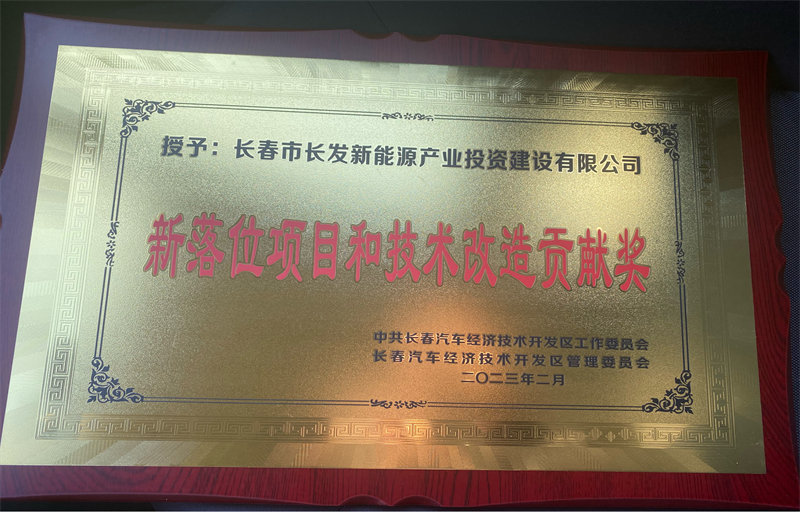 授予：长春市长发新能源产业投资建设有限公司
新落位项目和技术改造贡献奖
中共长春汽车经济技术开发区工作委员会
长春汽车经济技术开发区管理委员会
二〇二三年二月